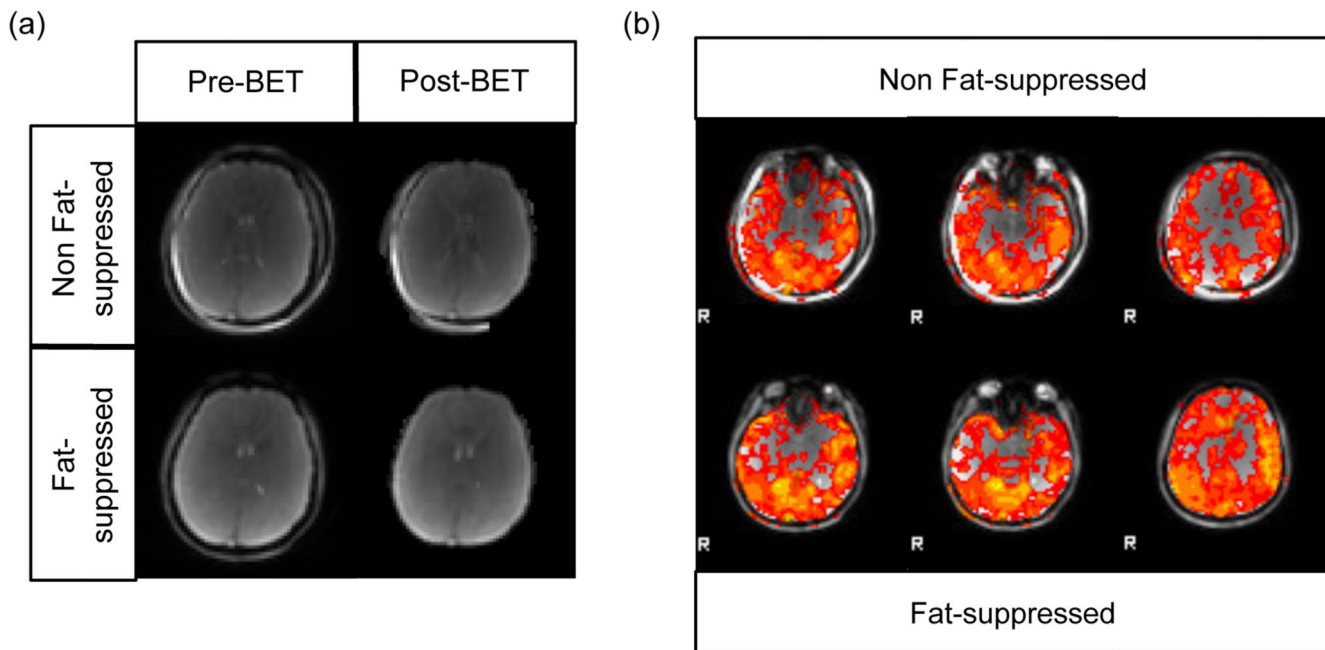 (a)
Pre-BET
Post-BET
Non Fat-
suppressed
Fat-
suppressed
(b)
Non Fat-suppressed
R
R
R
R
R
R
Fat-suppressed